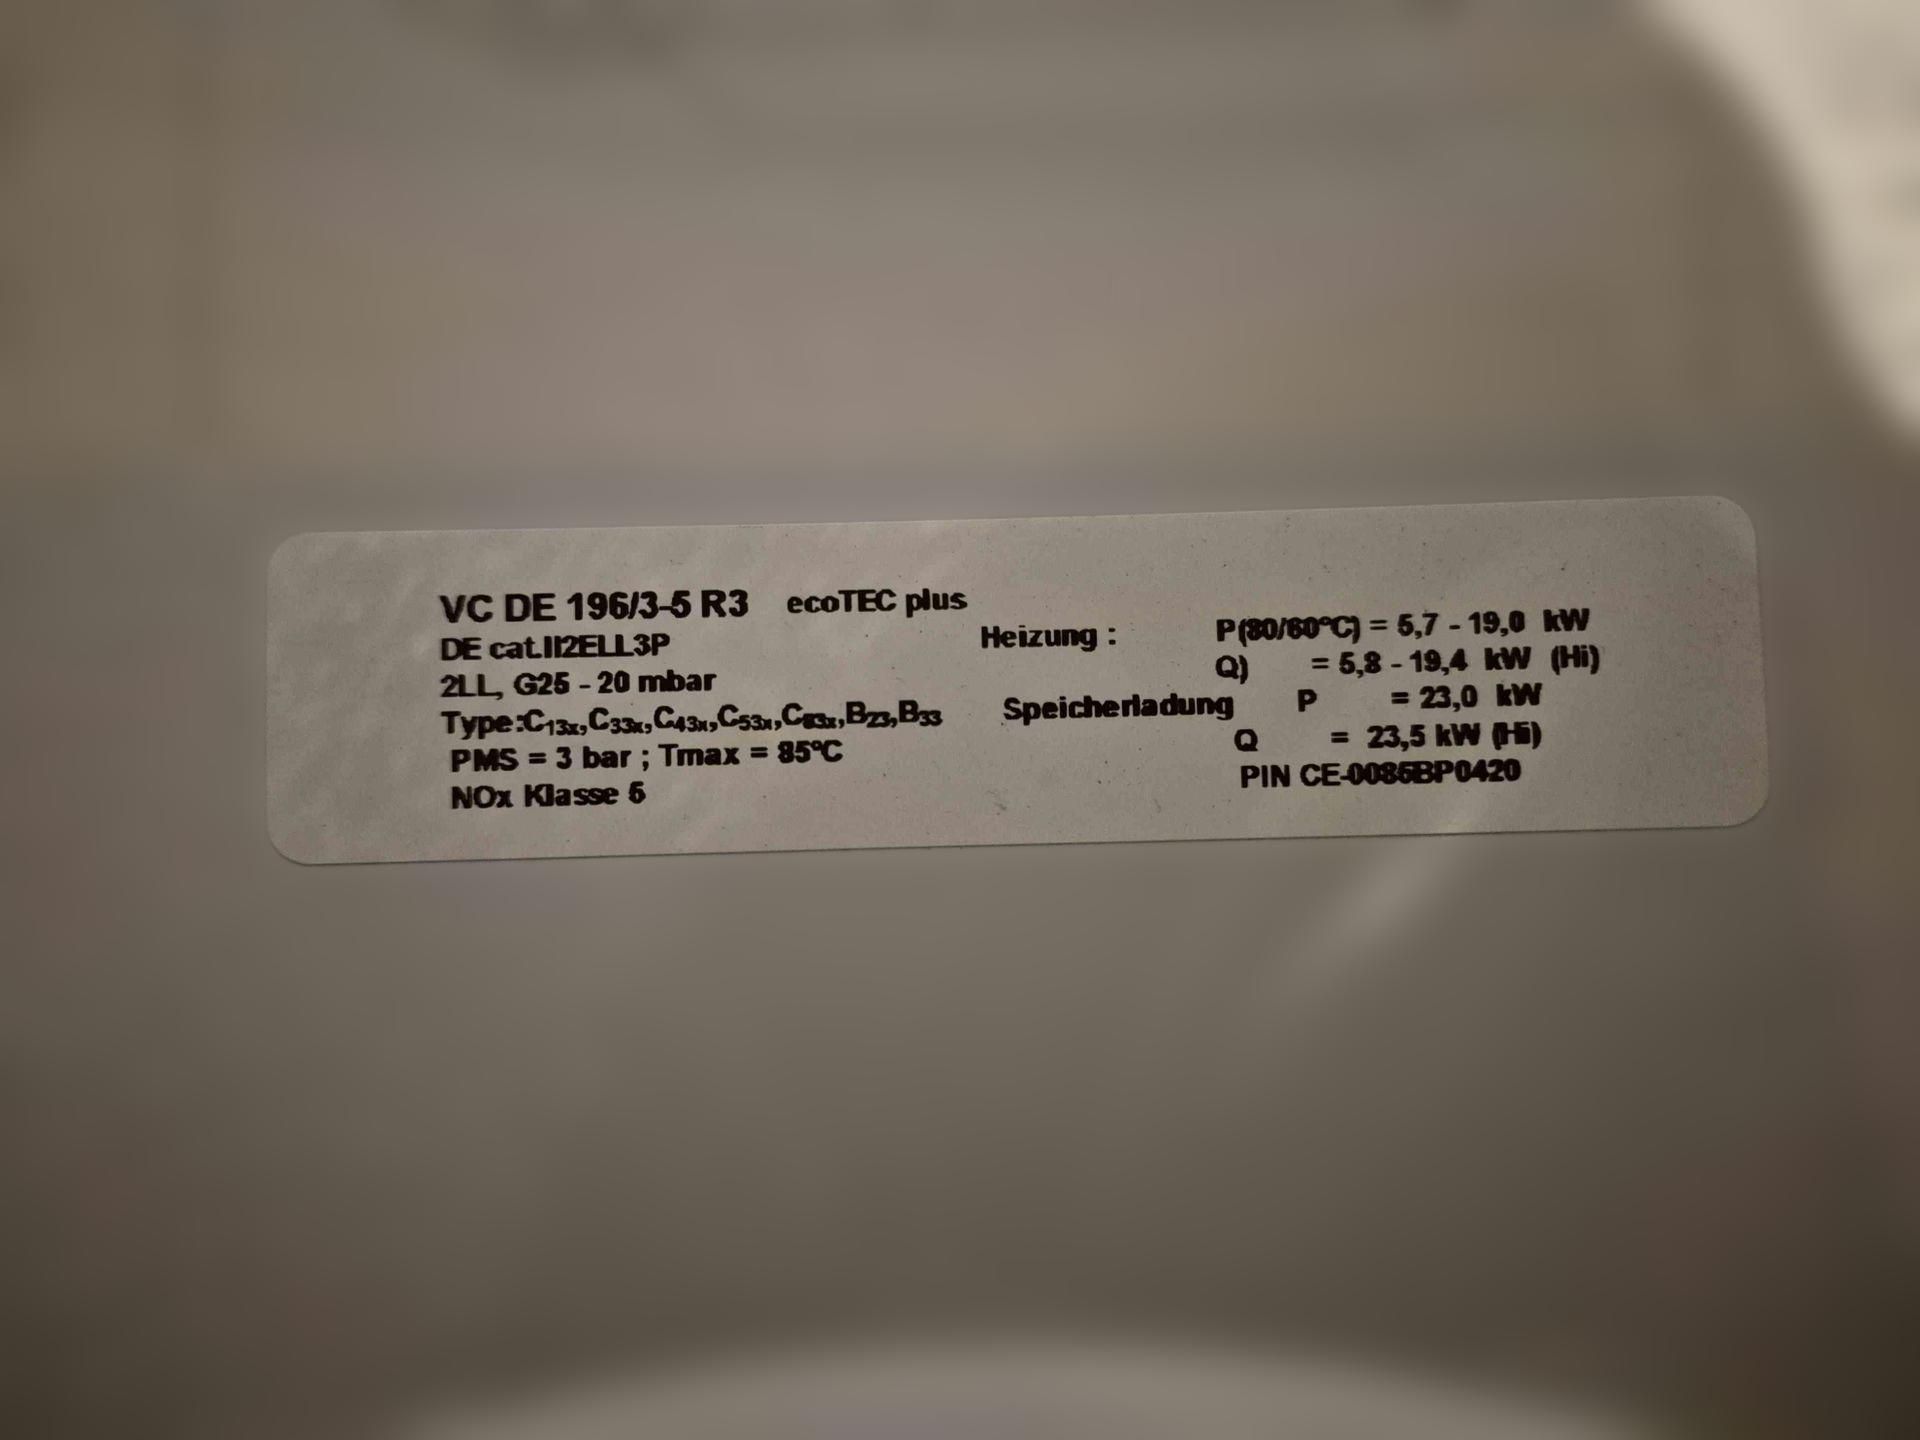 VC DE 196/3-5 R3 ecoTEC plus
DE cat.II2ELL3P
2LL, G25 - 20 mbar
Type:C13x,C33x,C43x,C53x,C83x,B23,B33
PMS = 3 bar ; Tmax = 85°C
NOx Klasse 5
Heizung : P(80/60°C) = 5,7 - 19,0 kW
Q) = 5,8 - 19,4 kW (Hi)
Speicherladung P = 23,0 kW
Q = 23,5 kW (Hi)
PIN CE-0085BP0420